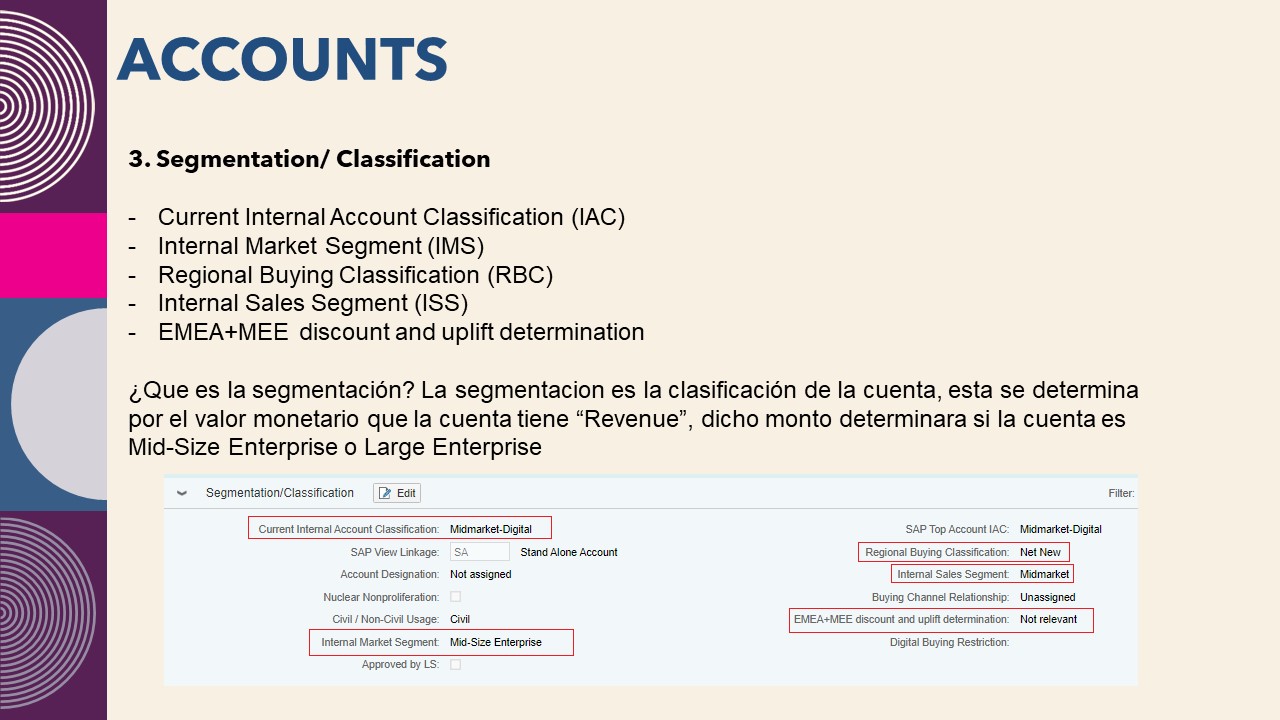 ACCOUNTS
3. Segmentation/ Classification
- Current Internal Account Classification (IAC)
- Internal Market Segment (IMS)
- Regional Buying Classification (RBC)
- Internal Sales Segment (ISS)
- EMEA+MEE discount and uplift determination
¿Que es la segmentación? La segmentacion es la clasificación de la cuenta, esta se determina
por el valor monetario que la cuenta tiene “Revenue”, dicho monto determinara si la cuenta es
Mid-Size Enterprise o Large Enterprise
Segmentation/Classification Edit Filter:
Current Internal Account Classification: Midmarket-Digital SAP Top Account IAC: Midmarket-Digital
SAP View Linkage: SA Stand Alone Account Regional Buying Classification: Net New
Account Designation: Not assigned Internal Sales Segment: Midmarket
Nuclear Nonproliferation: Buying Channel Relationship: Unassigned
Civil / Non-Civil Usage: Civil EMEA+MEE discount and uplift determination: Not relevant
Internal Market Segment: Mid-Size Enterprise Digital Buying Restriction:
Approved by LS: